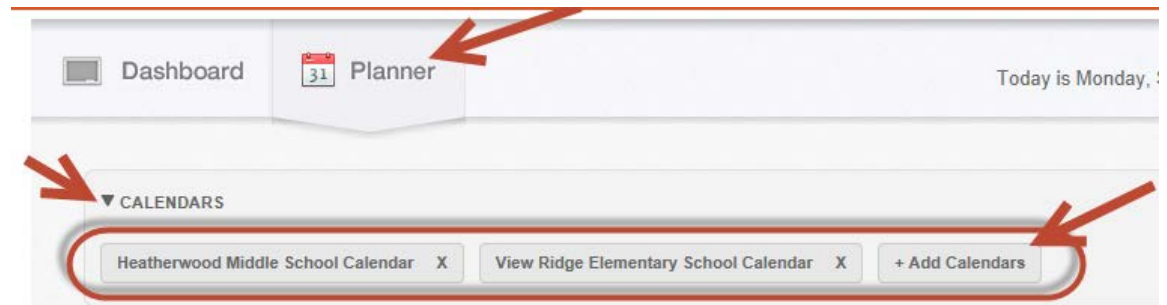 Dashboard 31 Planner Today is Monday,
▼ CALENDARS
Heatherwood Middle School Calendar X View Ridge Elementary School Calendar X + Add Calendars